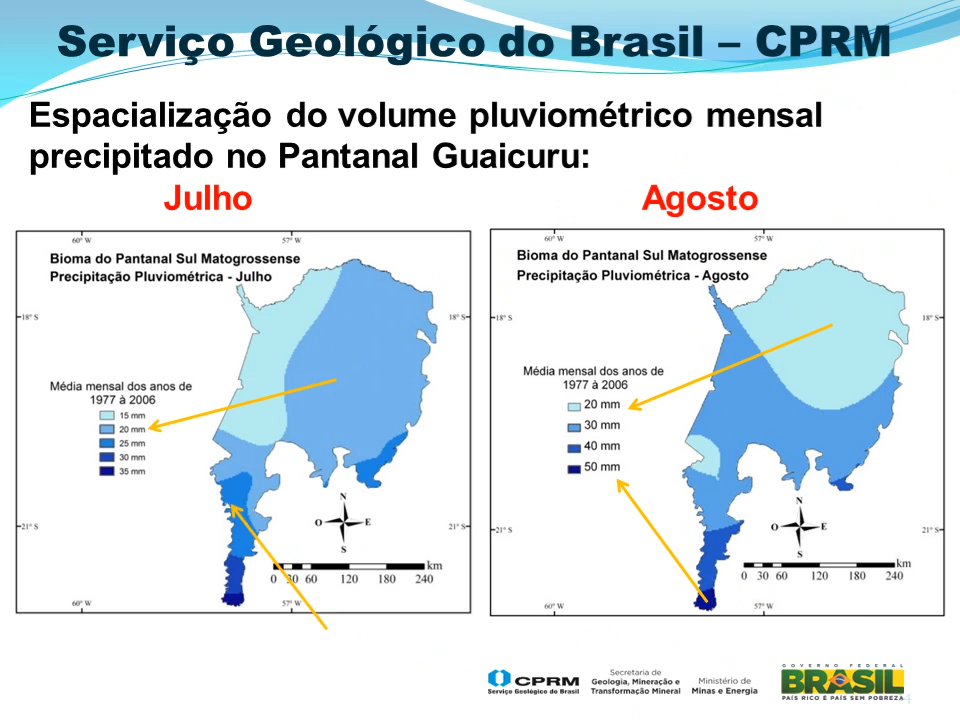 Serviço Geológico do Brasil – CPRM
Espacialização do volume pluviométrico mensal
precipitado no Pantanal Guaicuru:
Julho
Agosto
60° W
57° W
Bioma do Pantanal Sul Matogrossense
Precipitação Pluviométrica - Julho
18° S
18° S
Média mensal dos anos de
1977 à 2006
15 mm
20 mm
25 mm
30 mm
35 mm
N
O
E
S
21° S
21° S
km
0 30 60 120 180 240
60° W
57° W
60° W
57° W
Bioma do Pantanal Sul Matogrossense
Precipitação Pluviométrica - Agosto
18° S
18° S
Média mensal dos anos de
1977 à 2006
20 mm
30 mm
40 mm
50 mm
N
O
E
S
21° S
21° S
km
0 30 60 120 180 240
60° W
57° W
CPRM
Serviço Geológico do Brasil
Secretaria de
Geologia, Mineração e
Transformação Mineral
Ministério de
Minas e Energia
GOVERNO FEDERAL
BRASIL
PAÍS RICO É PAÍS SEM POBREZA